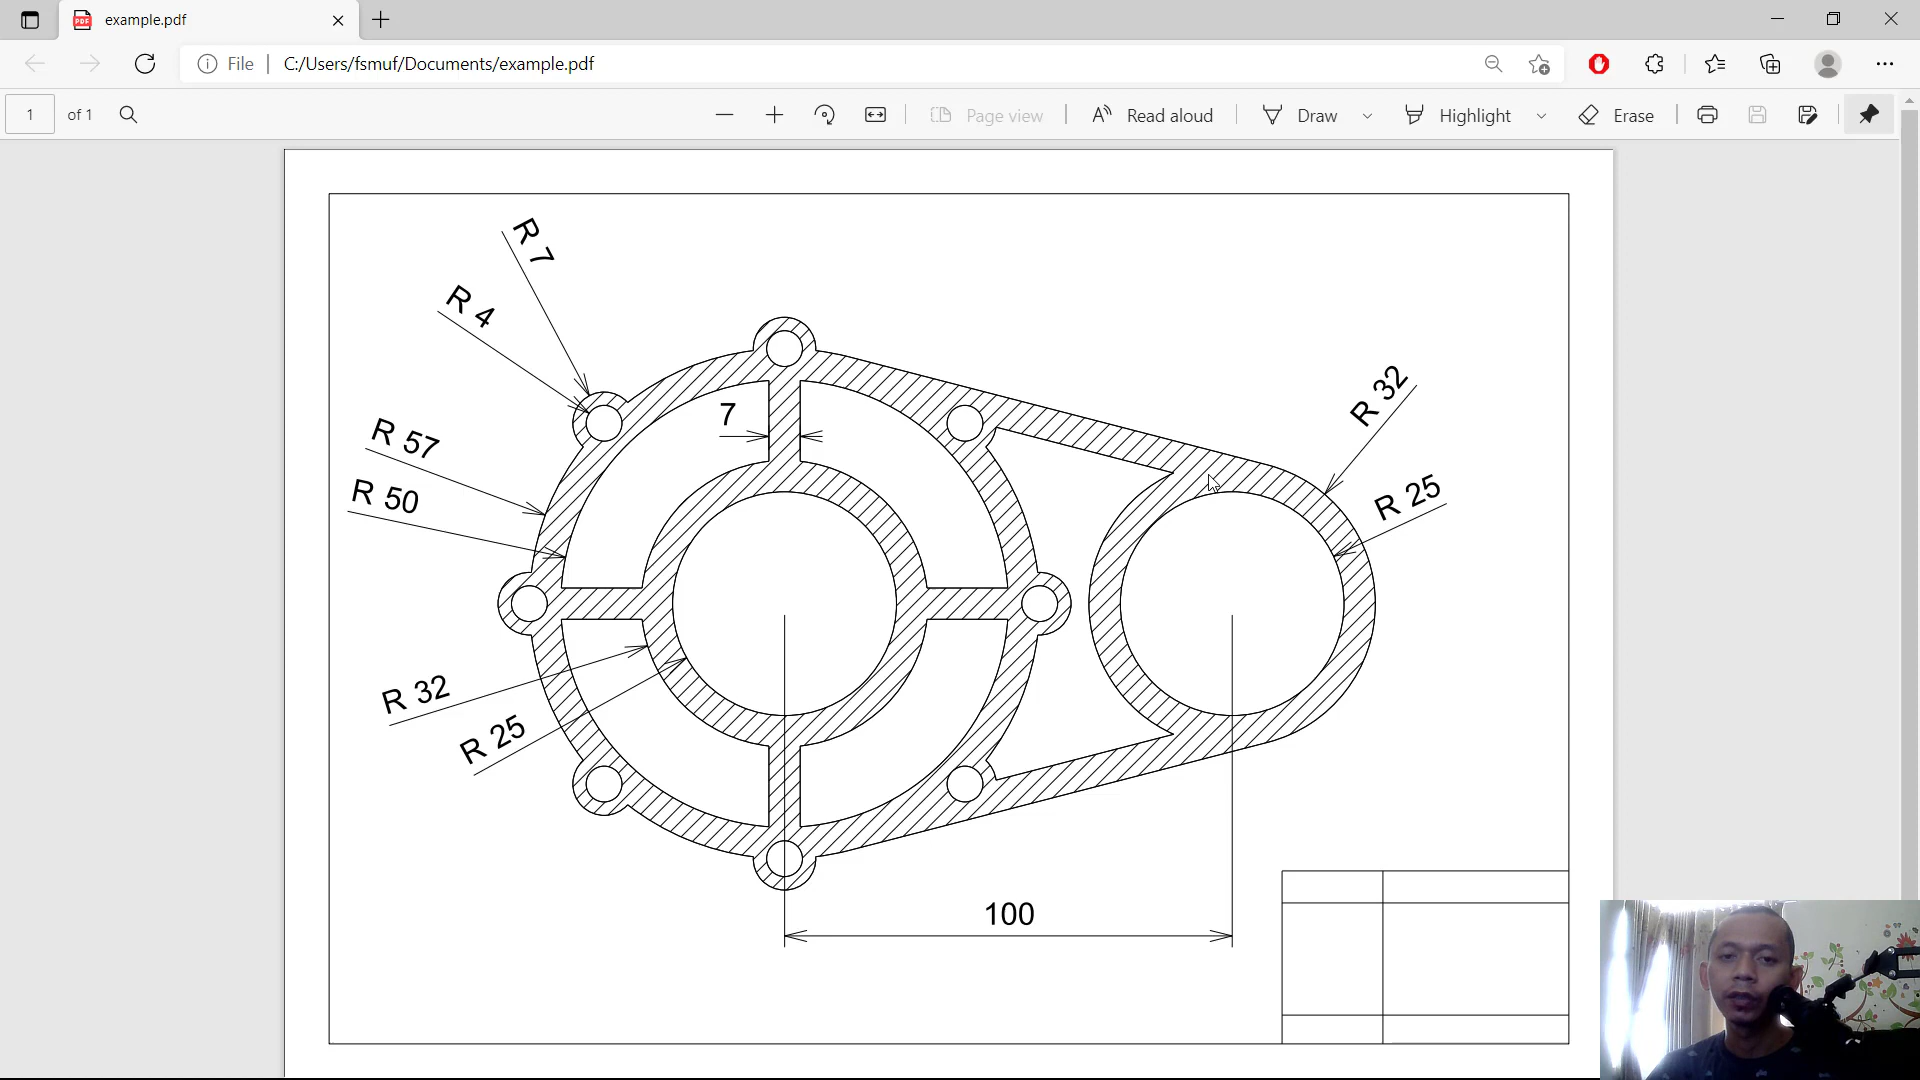 example.pdf
File
C:/Users/fsmuf/Documents/example.pdf
1
of 1
Page view
Read aloud
Draw
Highlight
Erase
R 7
R 4
R 57
R 50
7
R 32
R 25
R 32
R 25
100